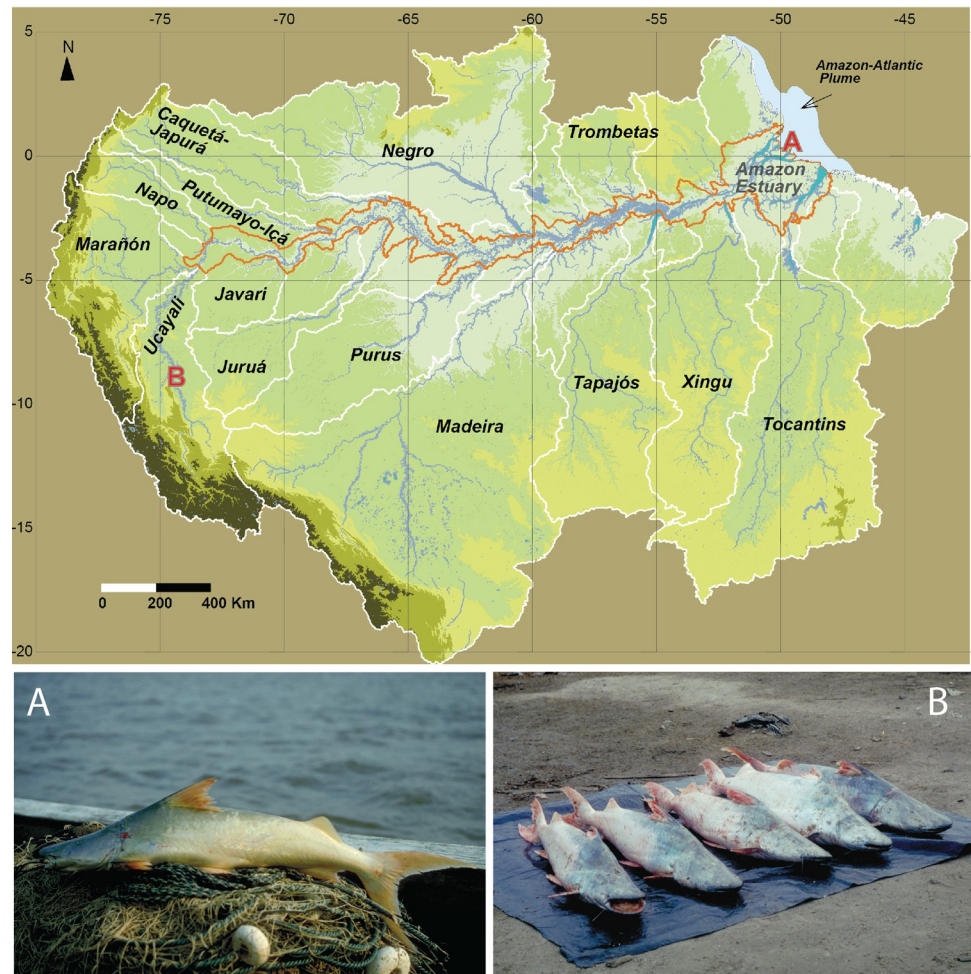 -75
-70
-65
-60
-55
-50
-45
5
N
Amazon-Atlantic
Plume
Caquetá-
Japurá
Negro
Trombetas
A
0
Amazon
Estuary
Napo
Putumayo-Içá
Marañón
-5
Ucayali
Javari
B
Juruá
Purus
Tapajós
Xingu
-10
Madeira
Tocantins
-15
0
200
400 Km
-20
A
B